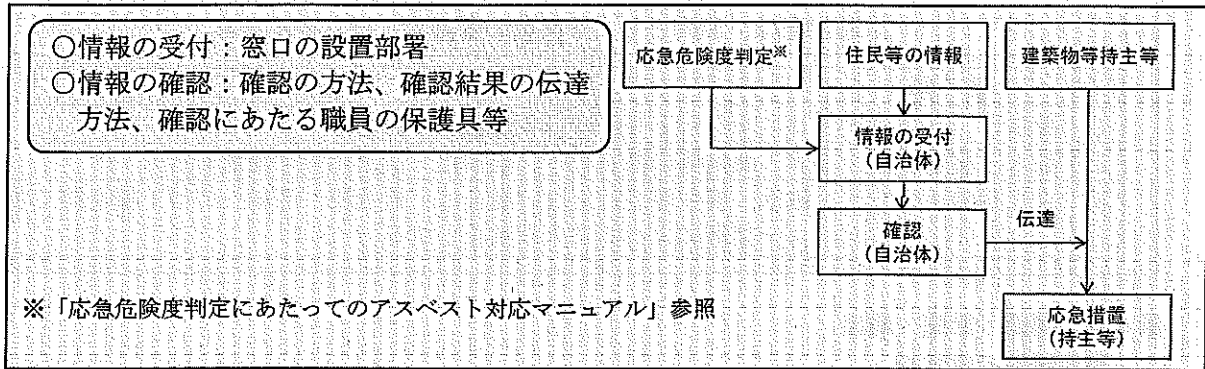 ○情報の受付：窓口の設置部署
○情報の確認：確認の方法、確認結果の伝達
方法、確認にあたる職員の保護具等
応急危険度判定※
住民等の情報
建築物等持主等
情報の受付
(自治体)
確認
(自治体)
伝達
応急措置
(持主等)
※「応急危険度判定にあたってのアスベスト対応マニュアル」参照